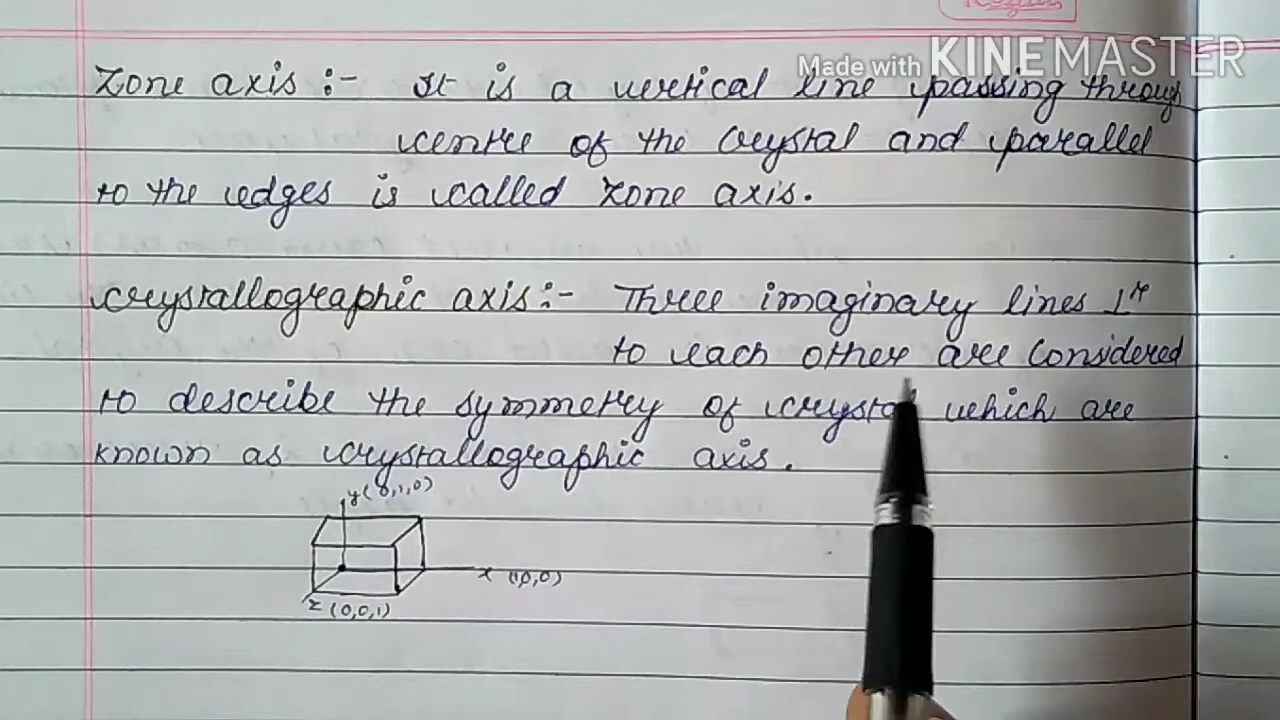 Made with KINEMASTER
Zone axis :- It is a vertical line passing through
centre of the crystal and parallel
to the edges is called zone axis.
crystallographic axis :- Three imaginary lines ⊥r
to each other are considered
to describe the symmetry of crystal which are
known as crystallographic axis.
y(0,1,0)
x (1,0,0)
z (0,0,1)